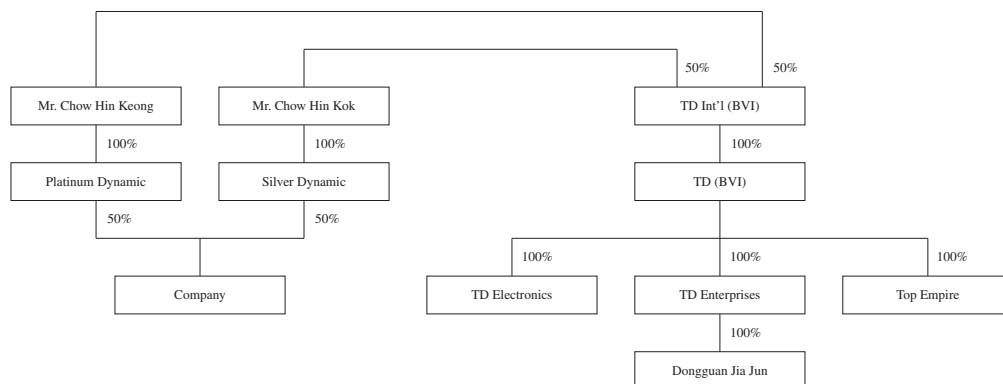 50%
50%
Mr. Chow Hin Keong
Mr. Chow Hin Kok
TD Int'l (BVI)
100%
100%
100%
Platinum Dynamic
Silver Dynamic
TD (BVI)
50%
50%
100%
100%
100%
Company
TD Electronics
TD Enterprises
Top Empire
100%
Dongguan Jia Jun